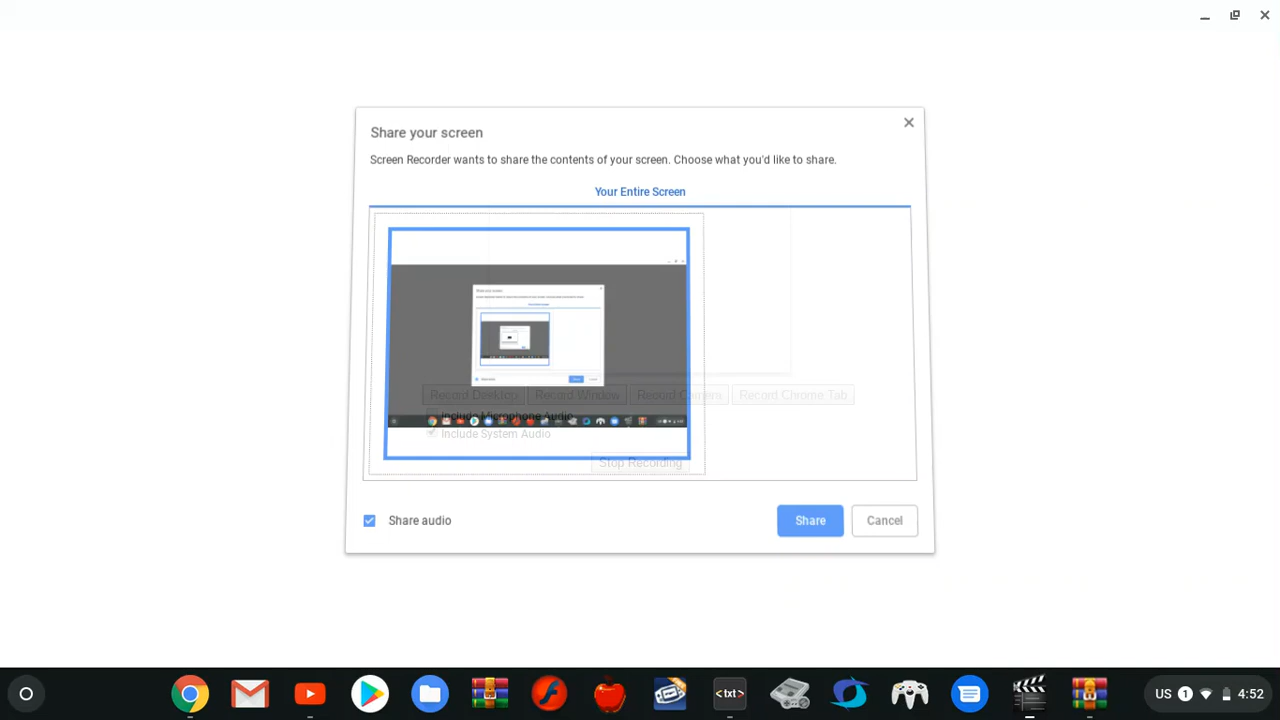 Share your screen
Screen Recorder wants to share the contents of your screen. Choose what you'd like to share.
Your Entire Screen
Record Desktop Record Window Record Camera Record Chrome Tab
Include Microphone Audio
Include System Audio
Stop Recording
Share audio Share Cancel
<txt> US 1 4:52